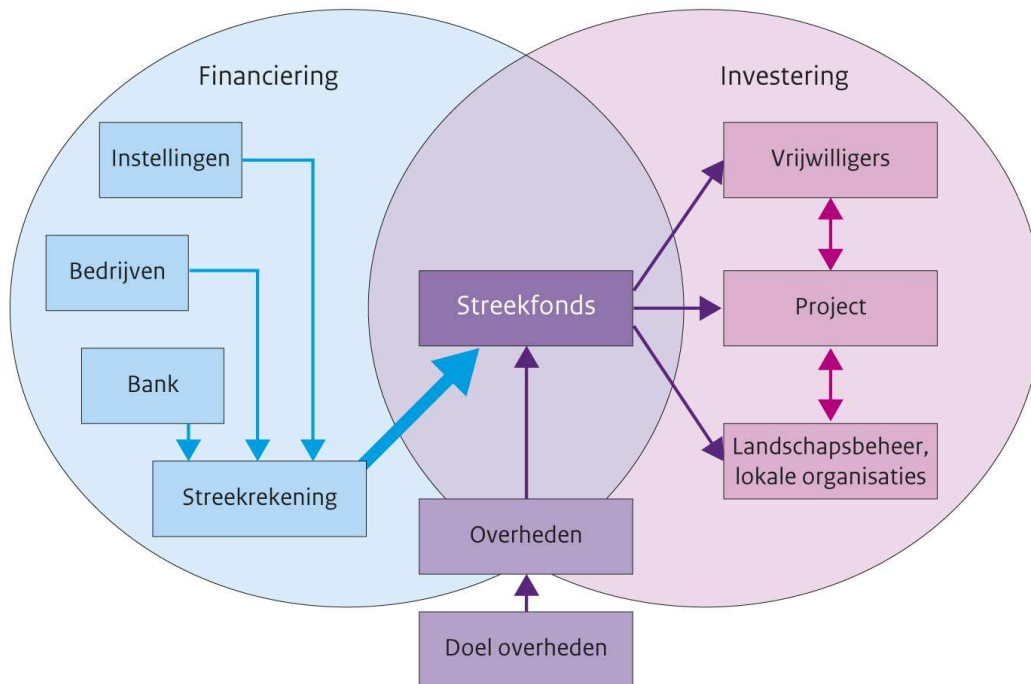 Financiering
Investering
Instellingen
Vrijwilligers
Bedrijven
Streekfonds
Project
Bank
Landschapsbeheer,
lokale organisaties
Streekrekening
Overheden
Doel overheden